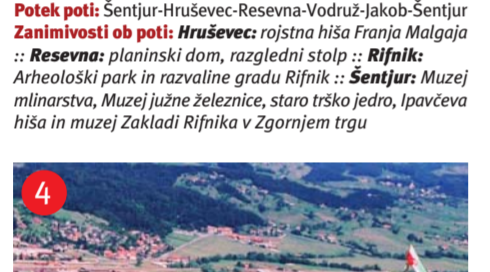 Potek poti: Šentjur-Hruševec-Resevna-Vodruž-Jakob-Šentjur
Zanimivosti ob poti: Hruševec: rojstna hiša Franja Malgaja
:: Resevna: planinski dom, razgledni stolp :: Rifnik:
Arheološki park in razvaline gradu Rifnik :: Šentjur: Muzej
mlinarstva, Muzej južne železnice, staro trško jedro, Ipavčeva
hiša in muzej Zakladi Rifnika v Zgornjem trgu
4